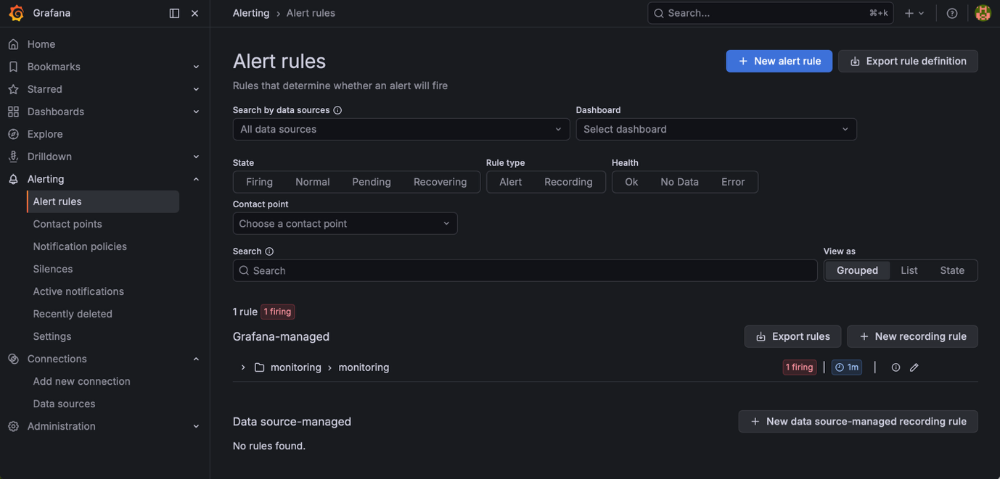 Grafana
Alerting › Alert rules
Search... ⌘+k
Home
Bookmarks
Starred
Dashboards
Explore
Drilldown
Alerting
Alert rules
Contact points
Notification policies
Silences
Active notifications
Recently deleted
Settings
Connections
Add new connection
Data sources
Administration
Alert rules
New alert rule
Export rule definition
Rules that determine whether an alert will fire
Search by data sources
Dashboard
All data sources
Select dashboard
State
Rule type
Health
Firing Normal Pending Recovering
Alert Recording
Ok No Data Error
Contact point
Choose a contact point
Search
View as
Search
Grouped List State
1 rule 1 firing
Grafana-managed
Export rules
New recording rule
monitoring › monitoring
1 firing | 1m |
Data source-managed
New data source-managed recording rule
No rules found.